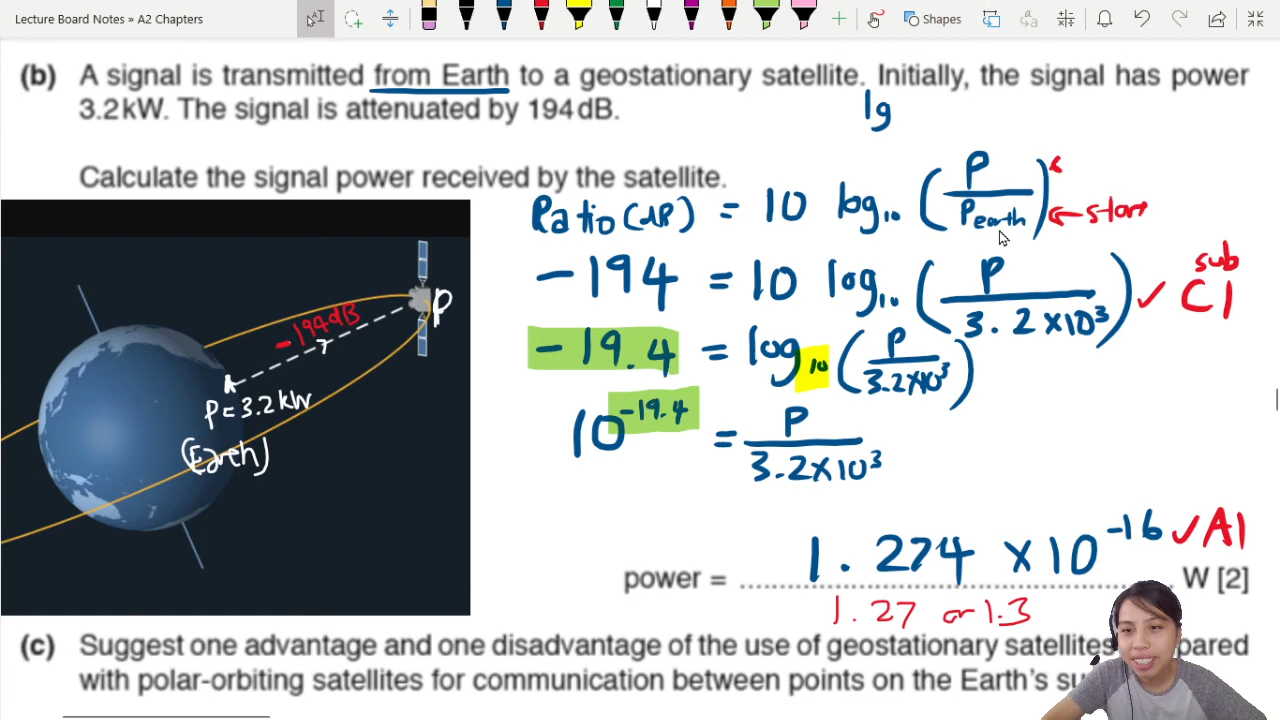 Lecture Board Notes » A2 Chapters
Shapes
(b) A signal is transmitted from Earth to a geostationary satellite. Initially, the signal has power
3.2 kW. The signal is attenuated by 194 dB.
lg
Calculate the signal power received by the satellite.
Ratio (dB) = 10 log₁₀ (P / P earth) ← start
-194 = 10 log₁₀ (P / 3.2×10³) ✓ sub C1
-19.4 = log₁₀ (P / 3.2×10³)
10^-19.4 = P / 3.2×10³
-194dB
P
P = 3.2 kW
(Earth)
1.274 ×10^-16 ✓ A1
power = ............ W [2]
1.27 or 1.3
(c) Suggest one advantage and one disadvantage of the use of geostationary satellites
with polar-orbiting satellites for communication between points on the Earth's